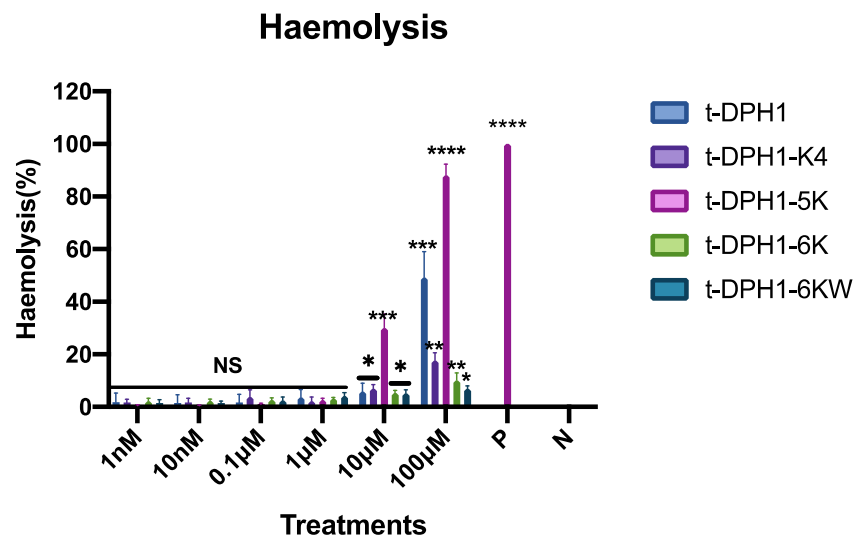 Haemolysis
Haemolysis(%)
120
100
80
60
40
20
0
NS
*
***
*
***
**
****
**
*
****
1nM
10nM
0.1µM
1µM
10µM
100µM
P
N
Treatments
t-DPH1
t-DPH1-K4
t-DPH1-5K
t-DPH1-6K
t-DPH1-6KW